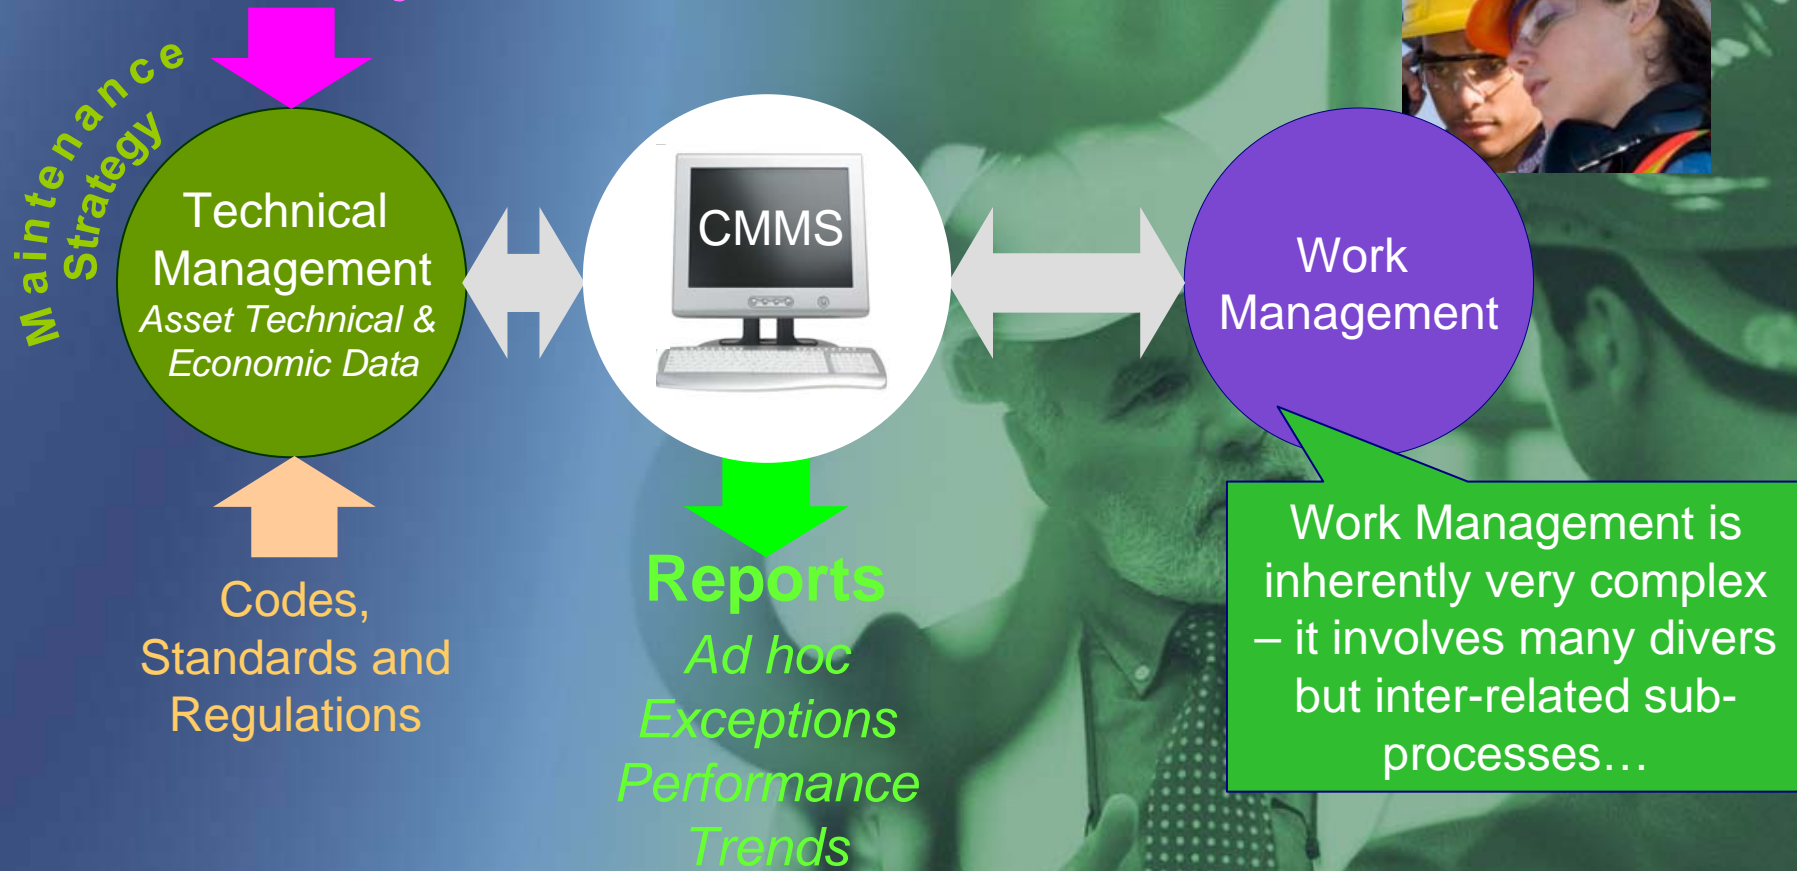 Maintenance
Strategy
Technical
Management
Asset Technical &
Economic Data
CMMS
Work
Management
Codes,
Standards and
Regulations
Reports
Ad hoc
Exceptions
Performance
Trends
Work Management is
inherently very complex
– it involves many divers
but inter-related sub-
processes…